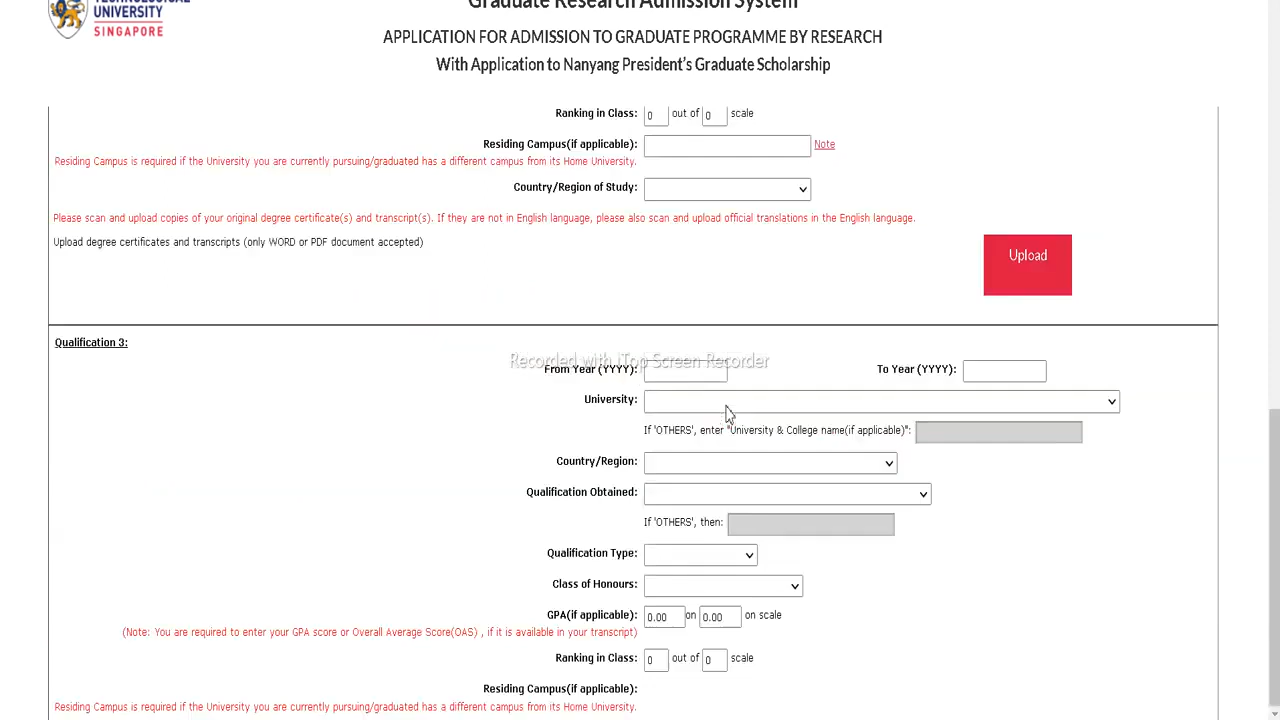 TECHNOLOGICAL
UNIVERSITY
SINGAPORE
Graduate Research Admission System
APPLICATION FOR ADMISSION TO GRADUATE PROGRAMME BY RESEARCH
With Application to Nanyang President's Graduate Scholarship
Ranking in Class: 0 out of 0 scale
Residing Campus(if applicable): Note
Residing Campus is required if the University you are currently pursuing/graduated has a different campus from its Home University.
Country/Region of Study:
Please scan and upload copies of your original degree certificate(s) and transcript(s). If they are not in English language, please also scan and upload official translations in the English language.
Upload degree certificates and transcripts (only WORD or PDF document accepted)
Upload
Qualification 3:
Recorded with iTop Screen Recorder
From Year (YYYY): To Year (YYYY):
University:
If 'OTHERS', enter "University & College name(if applicable)":
Country/Region:
Qualification Obtained:
If 'OTHERS', then:
Qualification Type:
Class of Honours:
GPA(if applicable): 0.00 on 0.00 on scale
(Note: You are required to enter your GPA score or Overall Average Score(OAS) , if it is available in your transcript)
Ranking in Class: 0 out of 0 scale
Residing Campus(if applicable):
Residing Campus is required if the University you are currently pursuing/graduated has a different campus from its Home University.